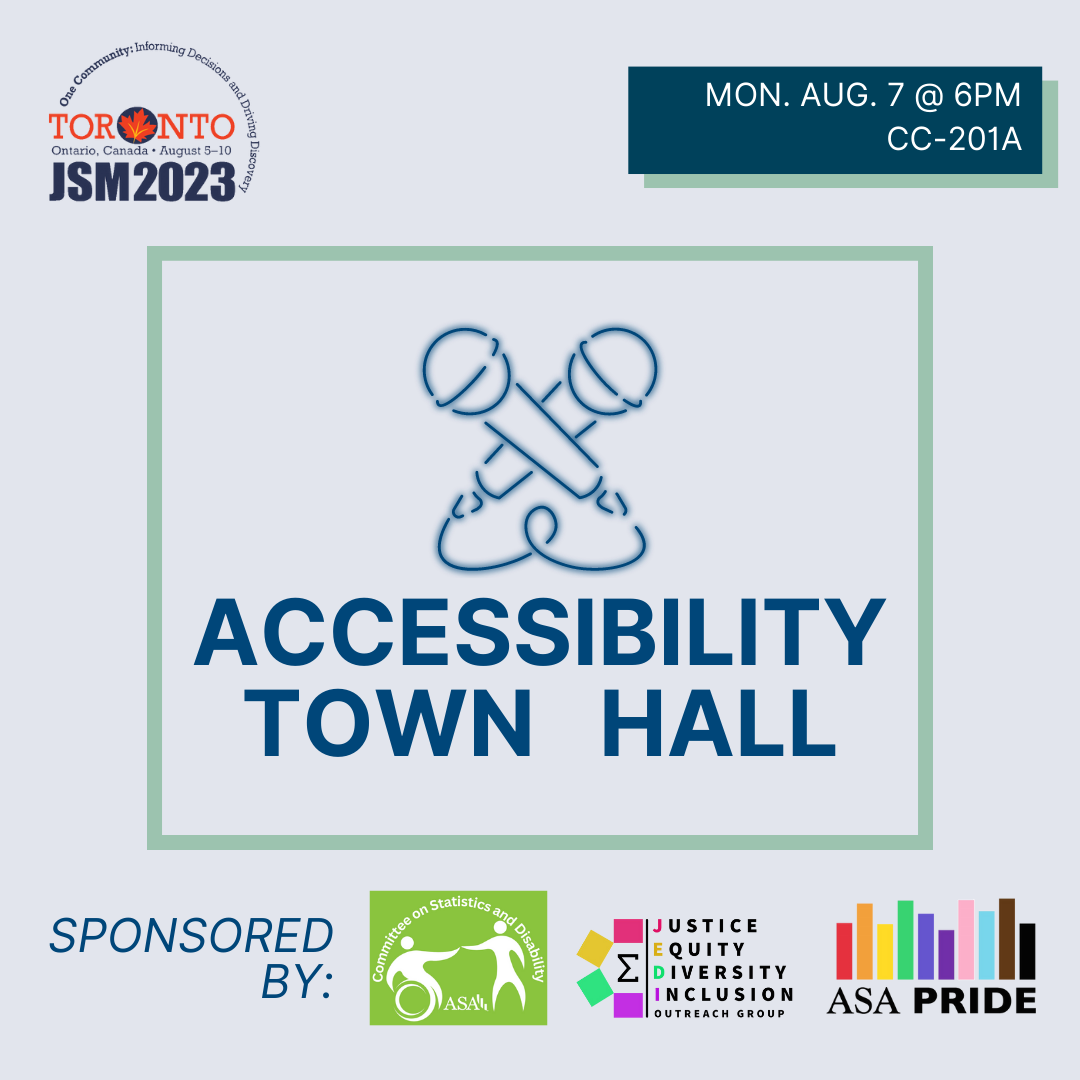 One Community: Informing Decisions and Driving Discovery
TORONTO
Ontario, Canada • August 5–10
JSM2023
MON. AUG. 7 @ 6PM
CC-201A
ACCESSIBILITY
TOWN HALL
SPONSORED
BY:
Committee on Statistics and Disability
ASA
Σ
JUSTICE
EQUITY
DIVERSITY
INCLUSION
OUTREACH GROUP
ASA PRIDE